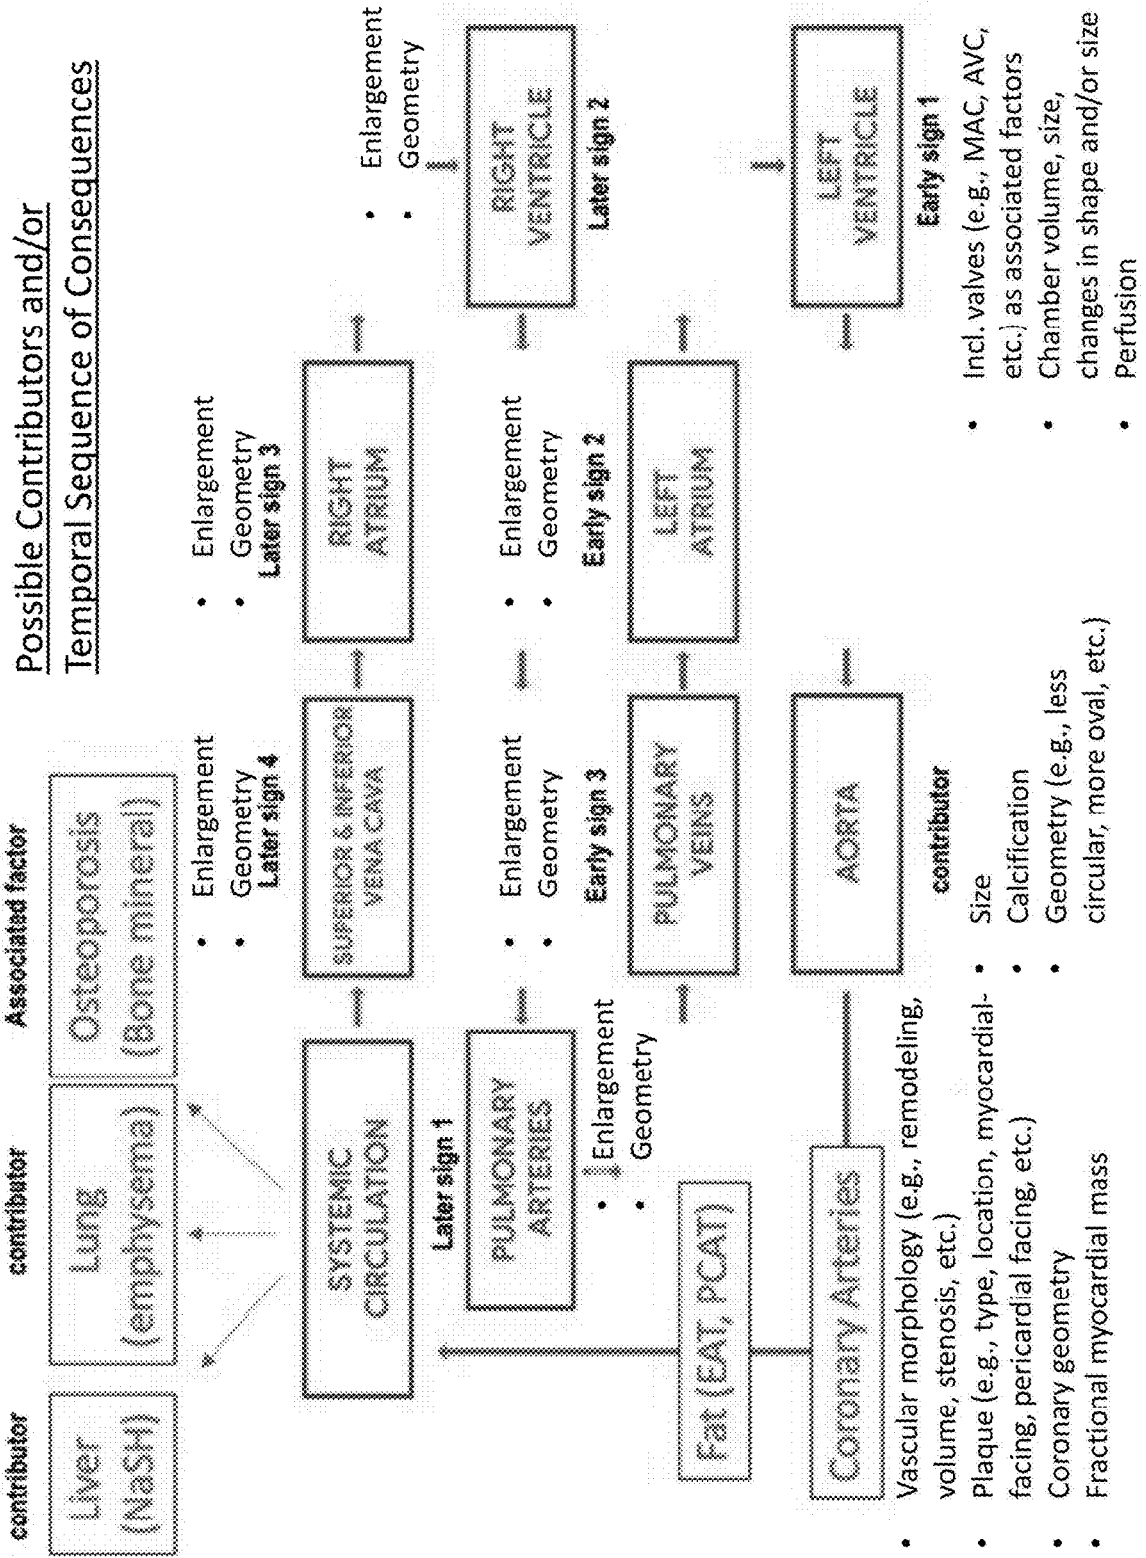 Possible Contributors and/or
Temporal Sequence of Consequences
contributor
Liver
(NaSH)
contributor
Lung
(emphysema)
Associated factor
Osteoporosis
(Bone mineral)
SYSTEMIC
CIRCULATION
• Enlargement
• Geometry
Later sign 4
SUPERIOR & INFERIOR
VENA CAVA
• Enlargement
• Geometry
Later sign 3
RIGHT
ATRIUM
• Enlargement
• Geometry
RIGHT
VENTRICLE
Later sign 2
Later sign 1
PULMONARY
ARTERIES
• Enlargement
• Geometry
• Enlargement
• Geometry
Early sign 3
PULMONARY
VEINS
• Enlargement
• Geometry
Early sign 2
LEFT
ATRIUM
LEFT
VENTRICLE
Early sign 1
Fat (EAT, PCAT)
Coronary Arteries
AORTA
contributor
• Vascular morphology (e.g., remodeling,
volume, stenosis, etc.)
• Plaque (e.g., type, location, myocardial-
facing, pericardial facing, etc.)
• Coronary geometry
• Fractional myocardial mass
• Size
• Calcification
• Geometry (e.g., less
circular, more oval, etc.)
• Incl. valves (e.g., MAC, AVC,
etc.) as associated factors
• Chamber volume, size,
changes in shape and/or size
• Perfusion